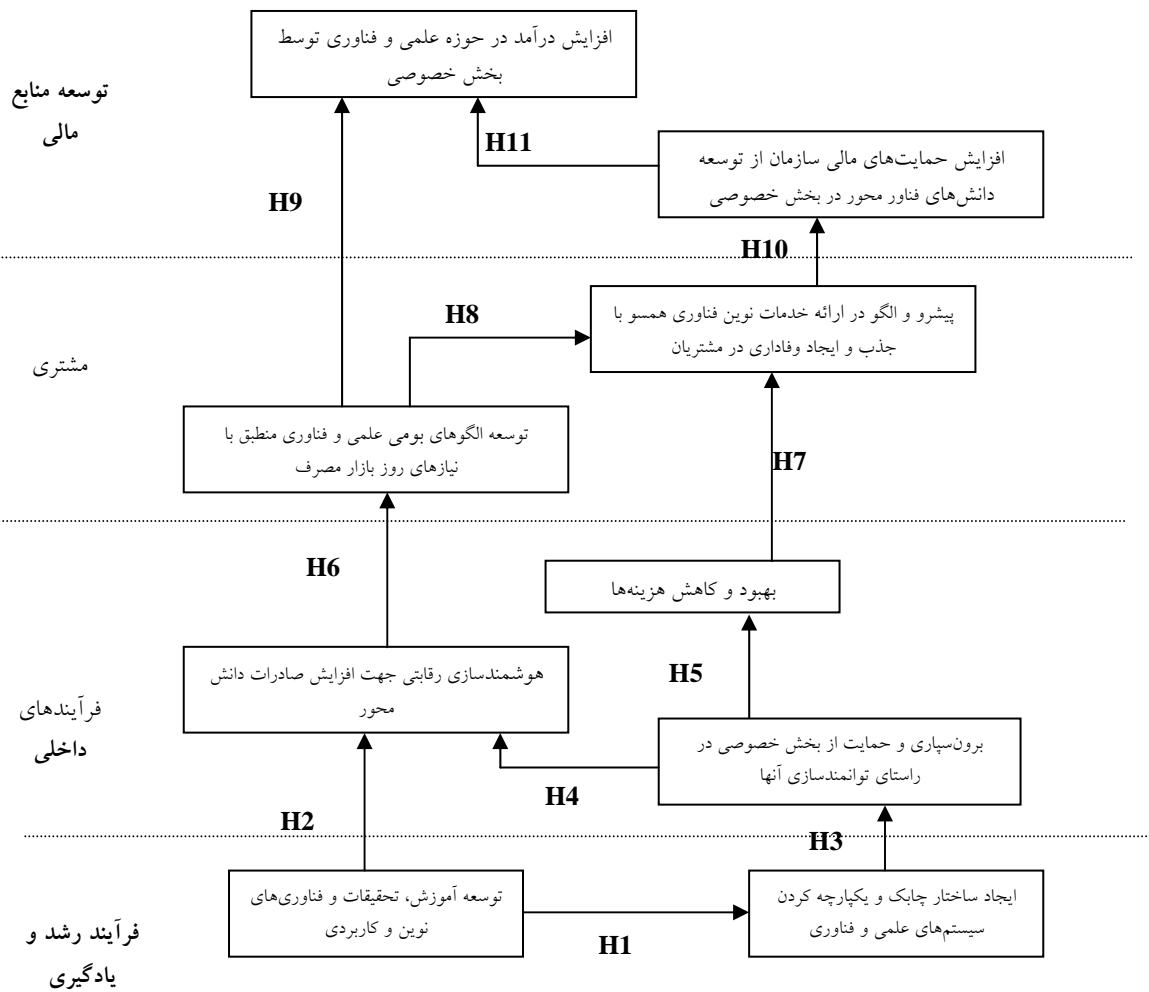 افزایش درآمد در حوزه علمی و فناوری توسط
بخش خصوصی
توسعه منابع
مالی
H11
افزایش حمایت‌های مالی سازمان از توسعه
دانش‌های فناور محور در بخش خصوصی
H9
H10
پیشرو و الگو در ارائه خدمات نوین فناوری همسو با
جذب و ایجاد وفاداری در مشتریان
H8
مشتری
توسعه الگوهای بومی علمی و فناوری منطبق با
نیازهای روز بازار مصرف
H7
H6
بهبود و کاهش هزینه‌ها
هوشمندسازی رقابتی جهت افزایش صادرات دانش
محور
H5
فرآیندهای
داخلی
برون‌سپاری و حمایت از بخش خصوصی در
راستای توانمندسازی آنها
H4
H2
H3
توسعه آموزش، تحقیقات و فناوری‌های
نوین و کاربردی
ایجاد ساختار چابک و یکپارچه کردن
سیستم‌های علمی و فناوری
H1
فرآیند رشد و
یادگیری